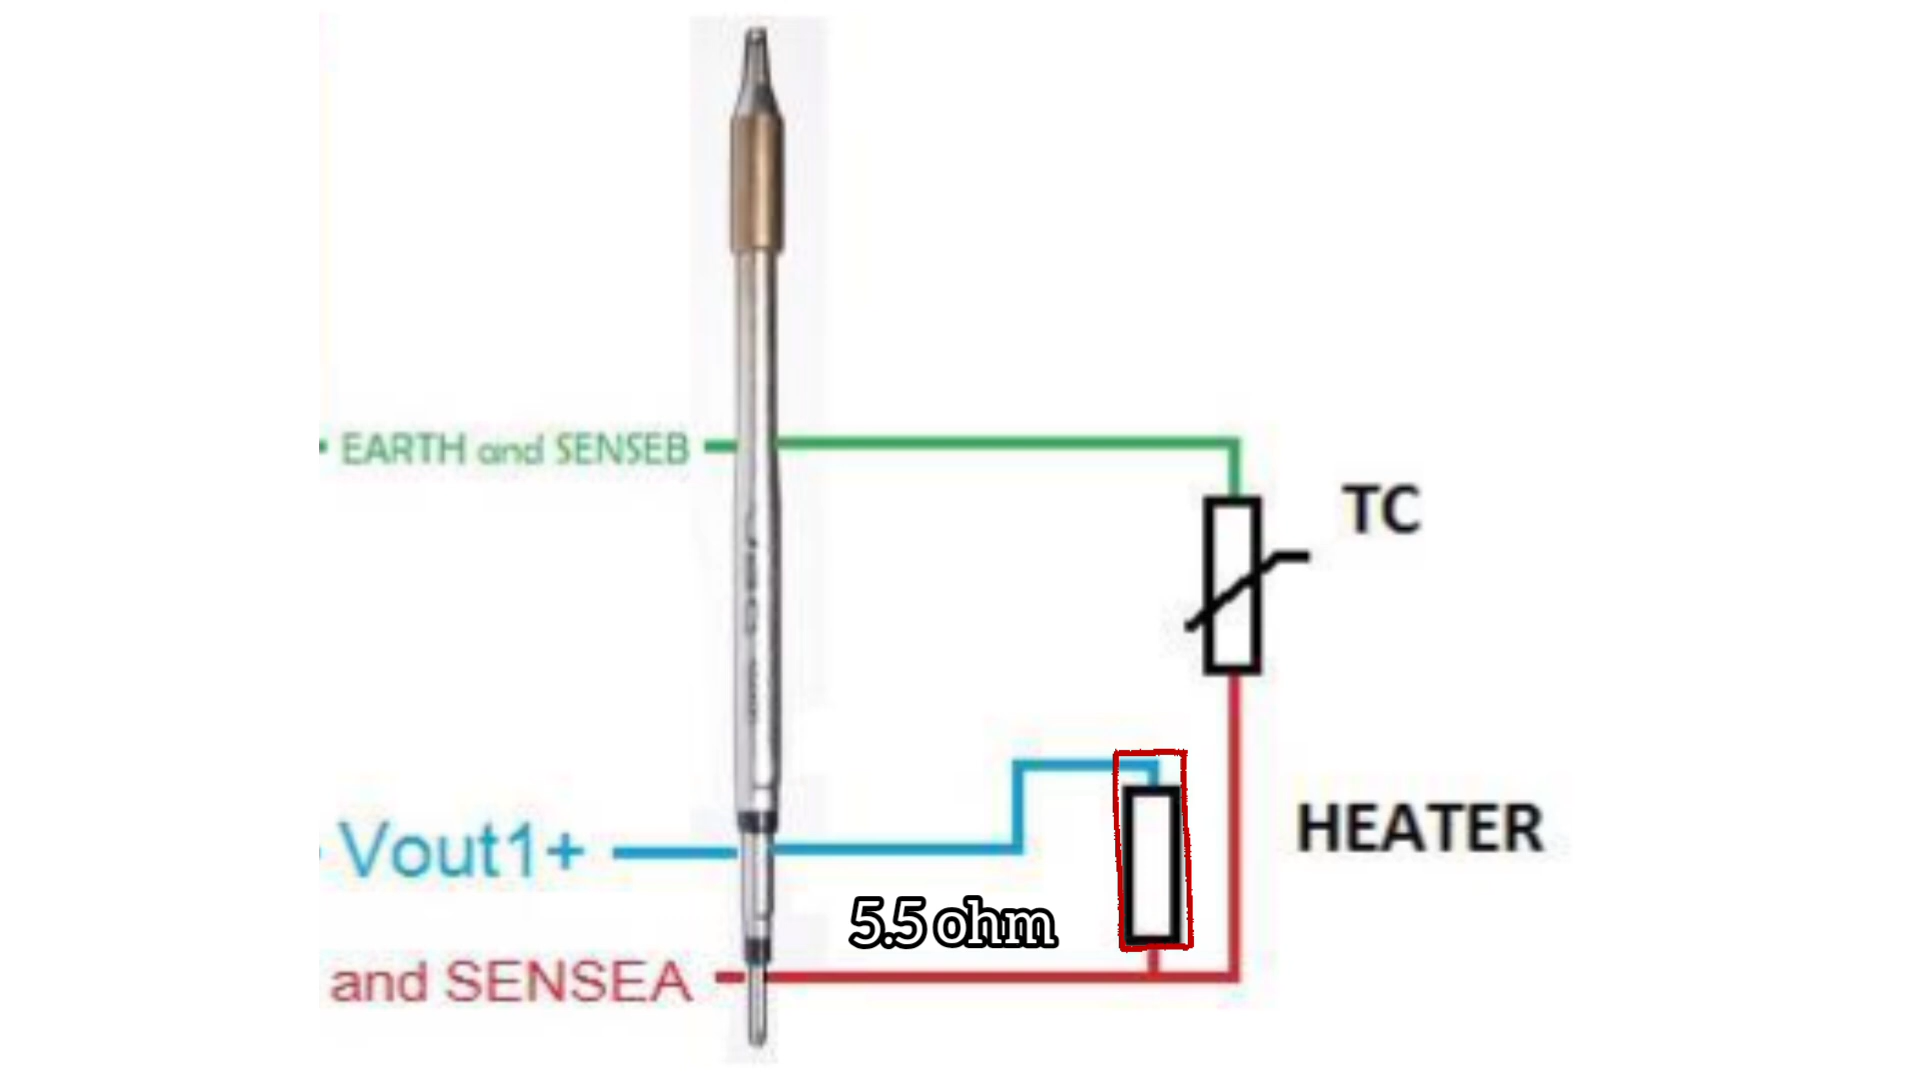 EARTH and SENSEB
TC
HEATER
Vout1+
5.5 ohm
and SENSEA